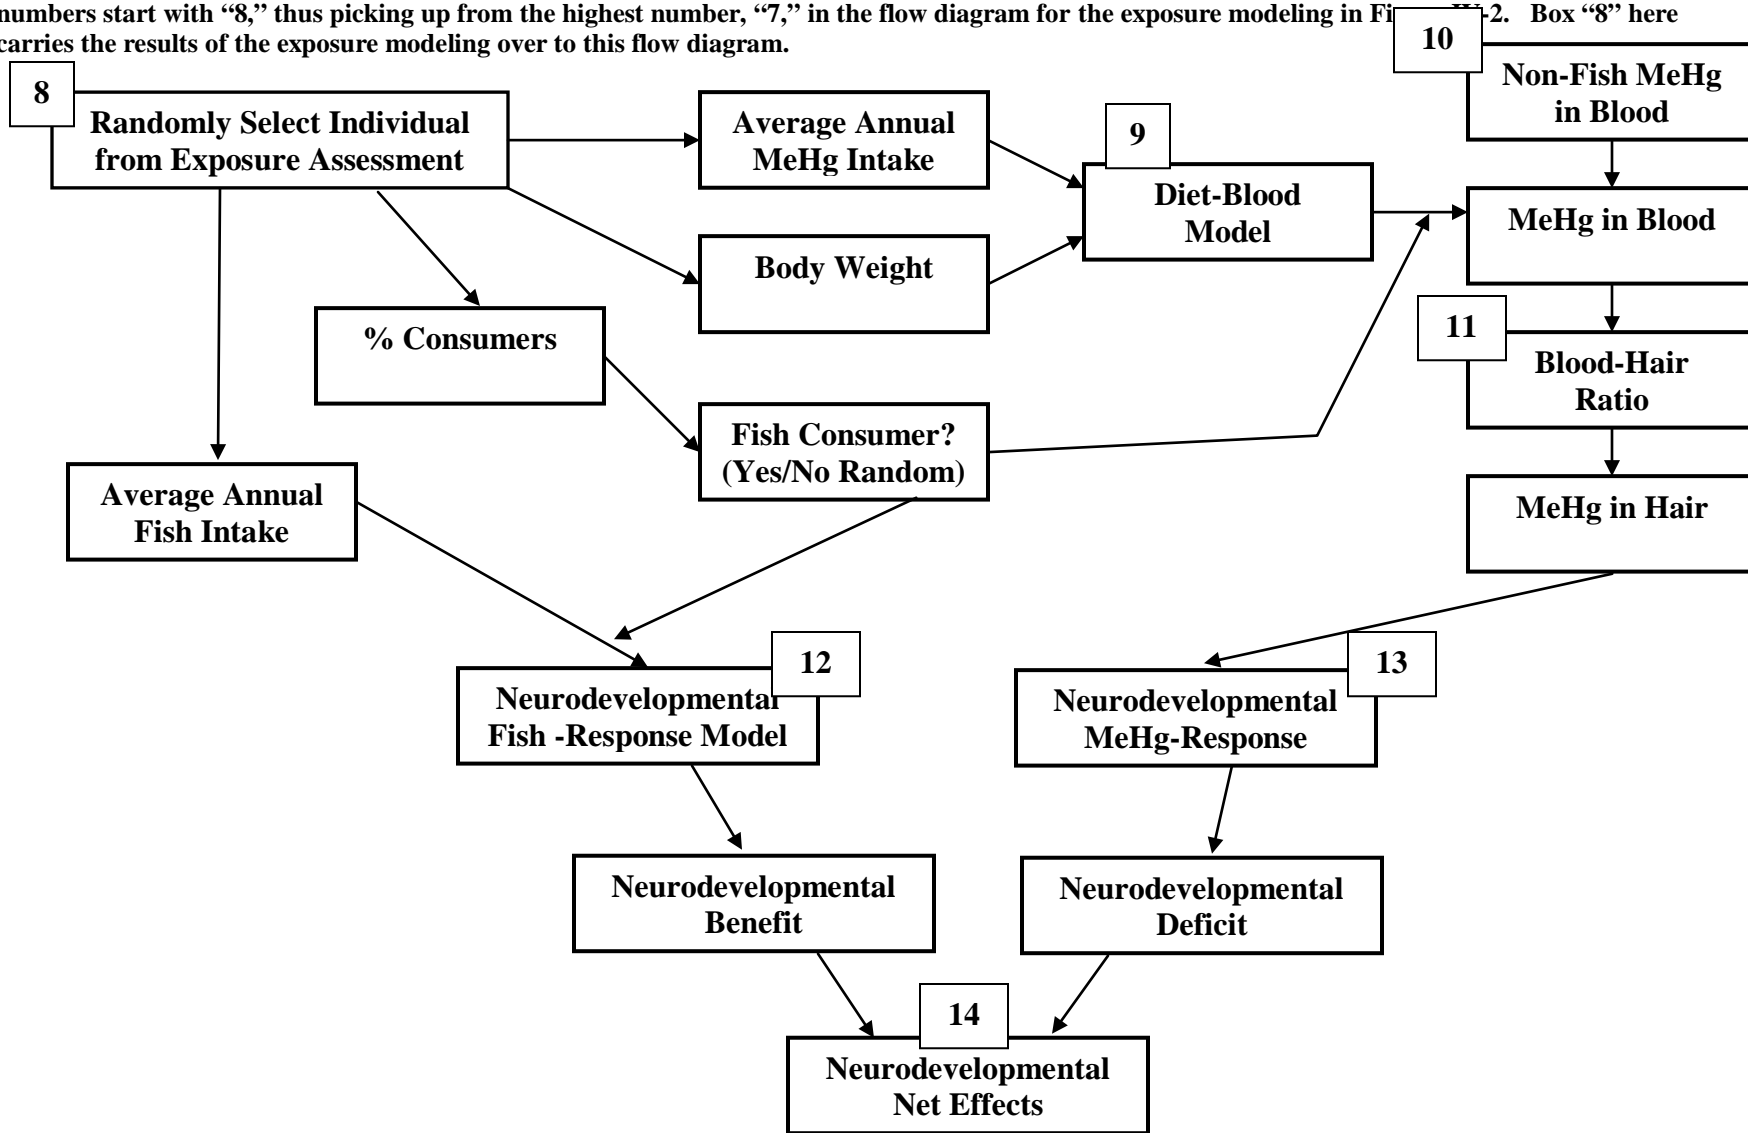 numbers start with “8,” thus picking up from the highest number, “7,” in the flow diagram for the exposure modeling in -2. Box “8” here
carries the results of the exposure modeling over to this flow diagram.
10
Non-Fish MeHg
in Blood
8
Randomly Select Individual
from Exposure Assessment
Average Annual
MeHg Intake
9
Diet-Blood
Model
MeHg in Blood
Body Weight
% Consumers
11
Blood-Hair
Ratio
Fish Consumer?
(Yes/No Random)
Average Annual
Fish Intake
MeHg in Hair
12
Neurodevelopmental
Fish -Response Model
13
Neurodevelopmental
MeHg-Response
Neurodevelopmental
Benefit
Neurodevelopmental
Deficit
14
Neurodevelopmental
Net Effects